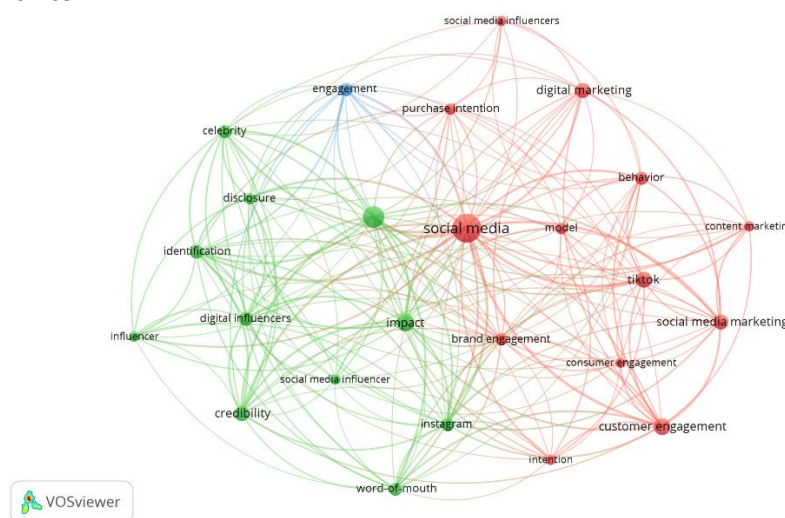 social media influencers
engagement
digital marketing
purchase intention
celebrity
behavior
disclosure
social media
model
content marketing
identification
tiktok
digital influencers
impact
social media marketing
influencer
brand engagement
consumer engagement
social media influencer
credibility
instagram
customer engagement
intention
word-of-mouth
VOSviewer